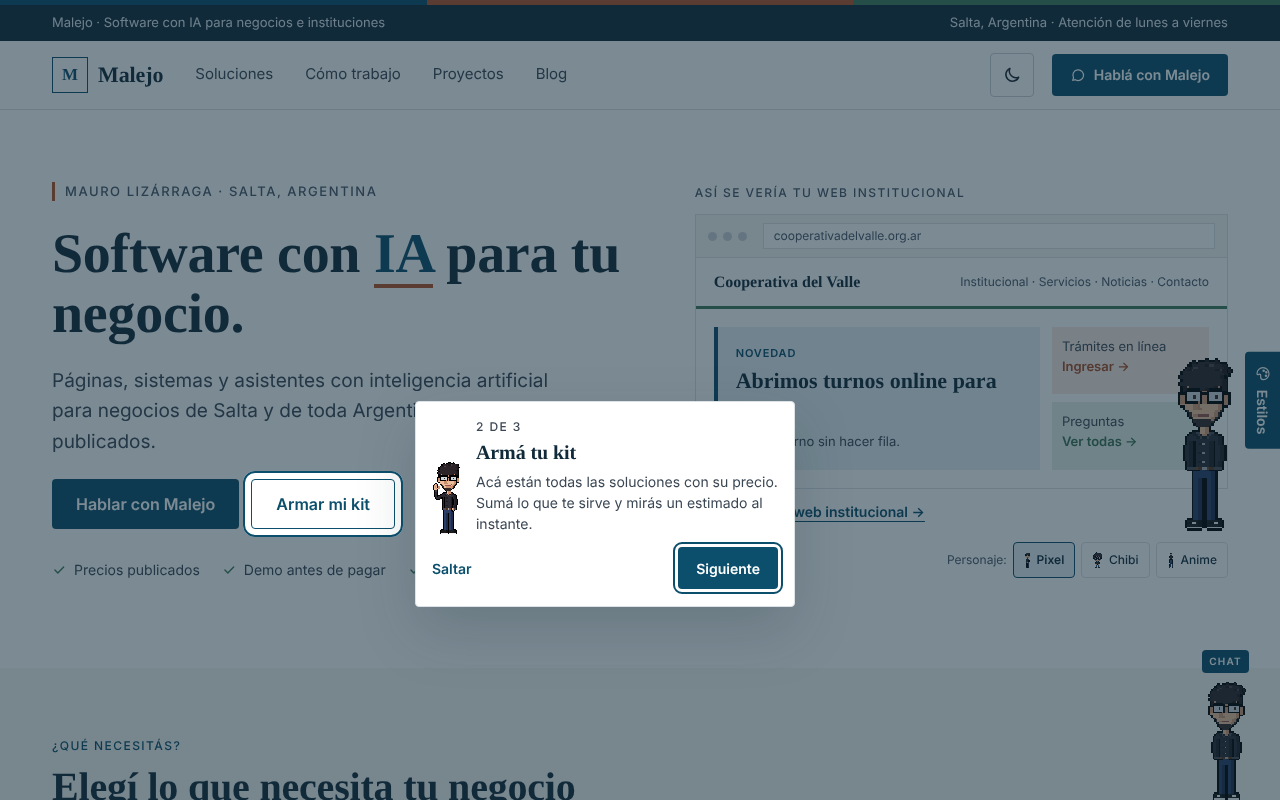 Malejo · Software con IA para negocios e instituciones
Salta, Argentina · Atención de lunes a viernes
M Malejo
Soluciones
Cómo trabajo
Proyectos
Blog
Hablá con Malejo
MAURO LIZÁRRAGA · SALTA, ARGENTINA
Software con IA para tu
negocio.
Páginas, sistemas y asistentes con inteligencia artificial
para negocios de Salta y de toda
publicados.
Hablar con Malejo
Armar mi kit
Precios publicados
Demo antes de pagar
ASÍ SE VERÍA TU WEB INSTITUCIONAL
cooperativadelvalle.org.ar
Cooperativa del Valle
Institucional · Servicios · Noticias · Contacto
NOVEDAD
Abrimos turnos online para
sin hacer fila.
Trámites en línea
Ingresar →
Preguntas
Ver todas →
web institucional →
Personaje:
Pixel
Chibi
Anime
Estilos
2 DE 3
Armá tu kit
Acá están todas las soluciones con su precio.
Sumá lo que te sirve y mirás un estimado al
instante.
Saltar
Siguiente
CHAT
¿QUÉ NECESITÁS?
Elegí lo que necesita tu negocio